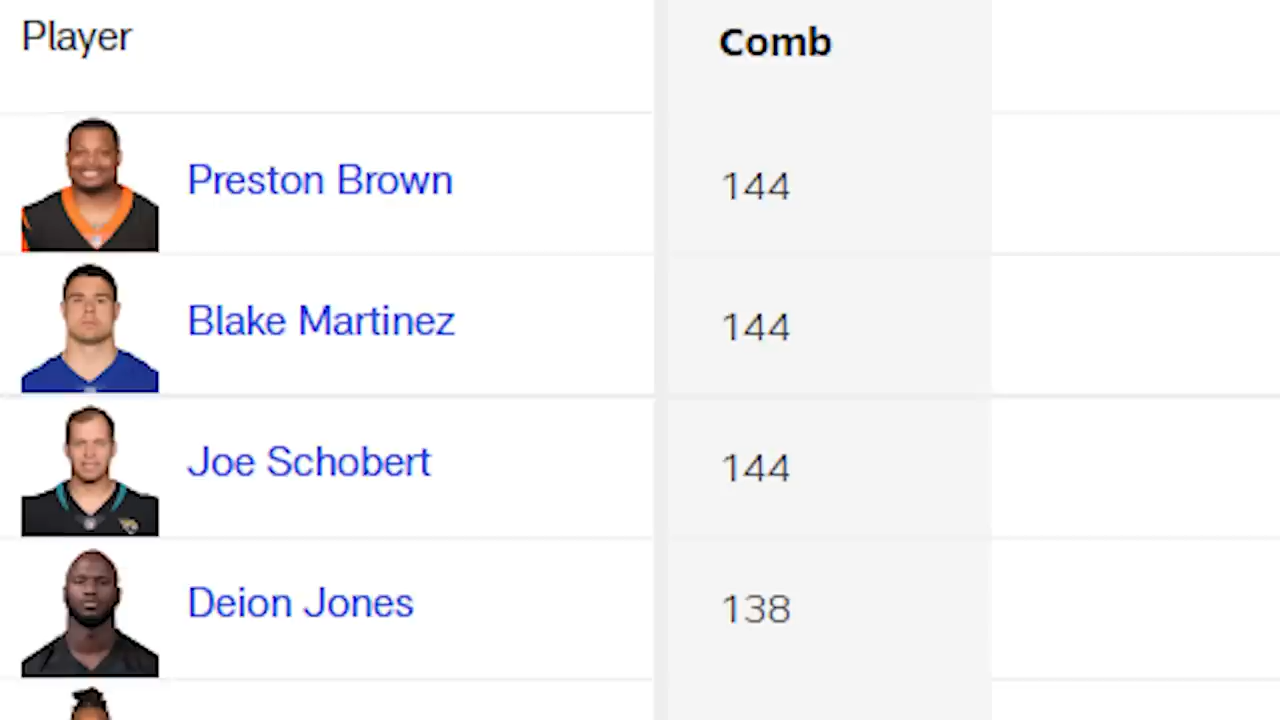 Player Comb
Preston Brown 144
Blake Martinez 144
Joe Schobert 144
Deion Jones 138